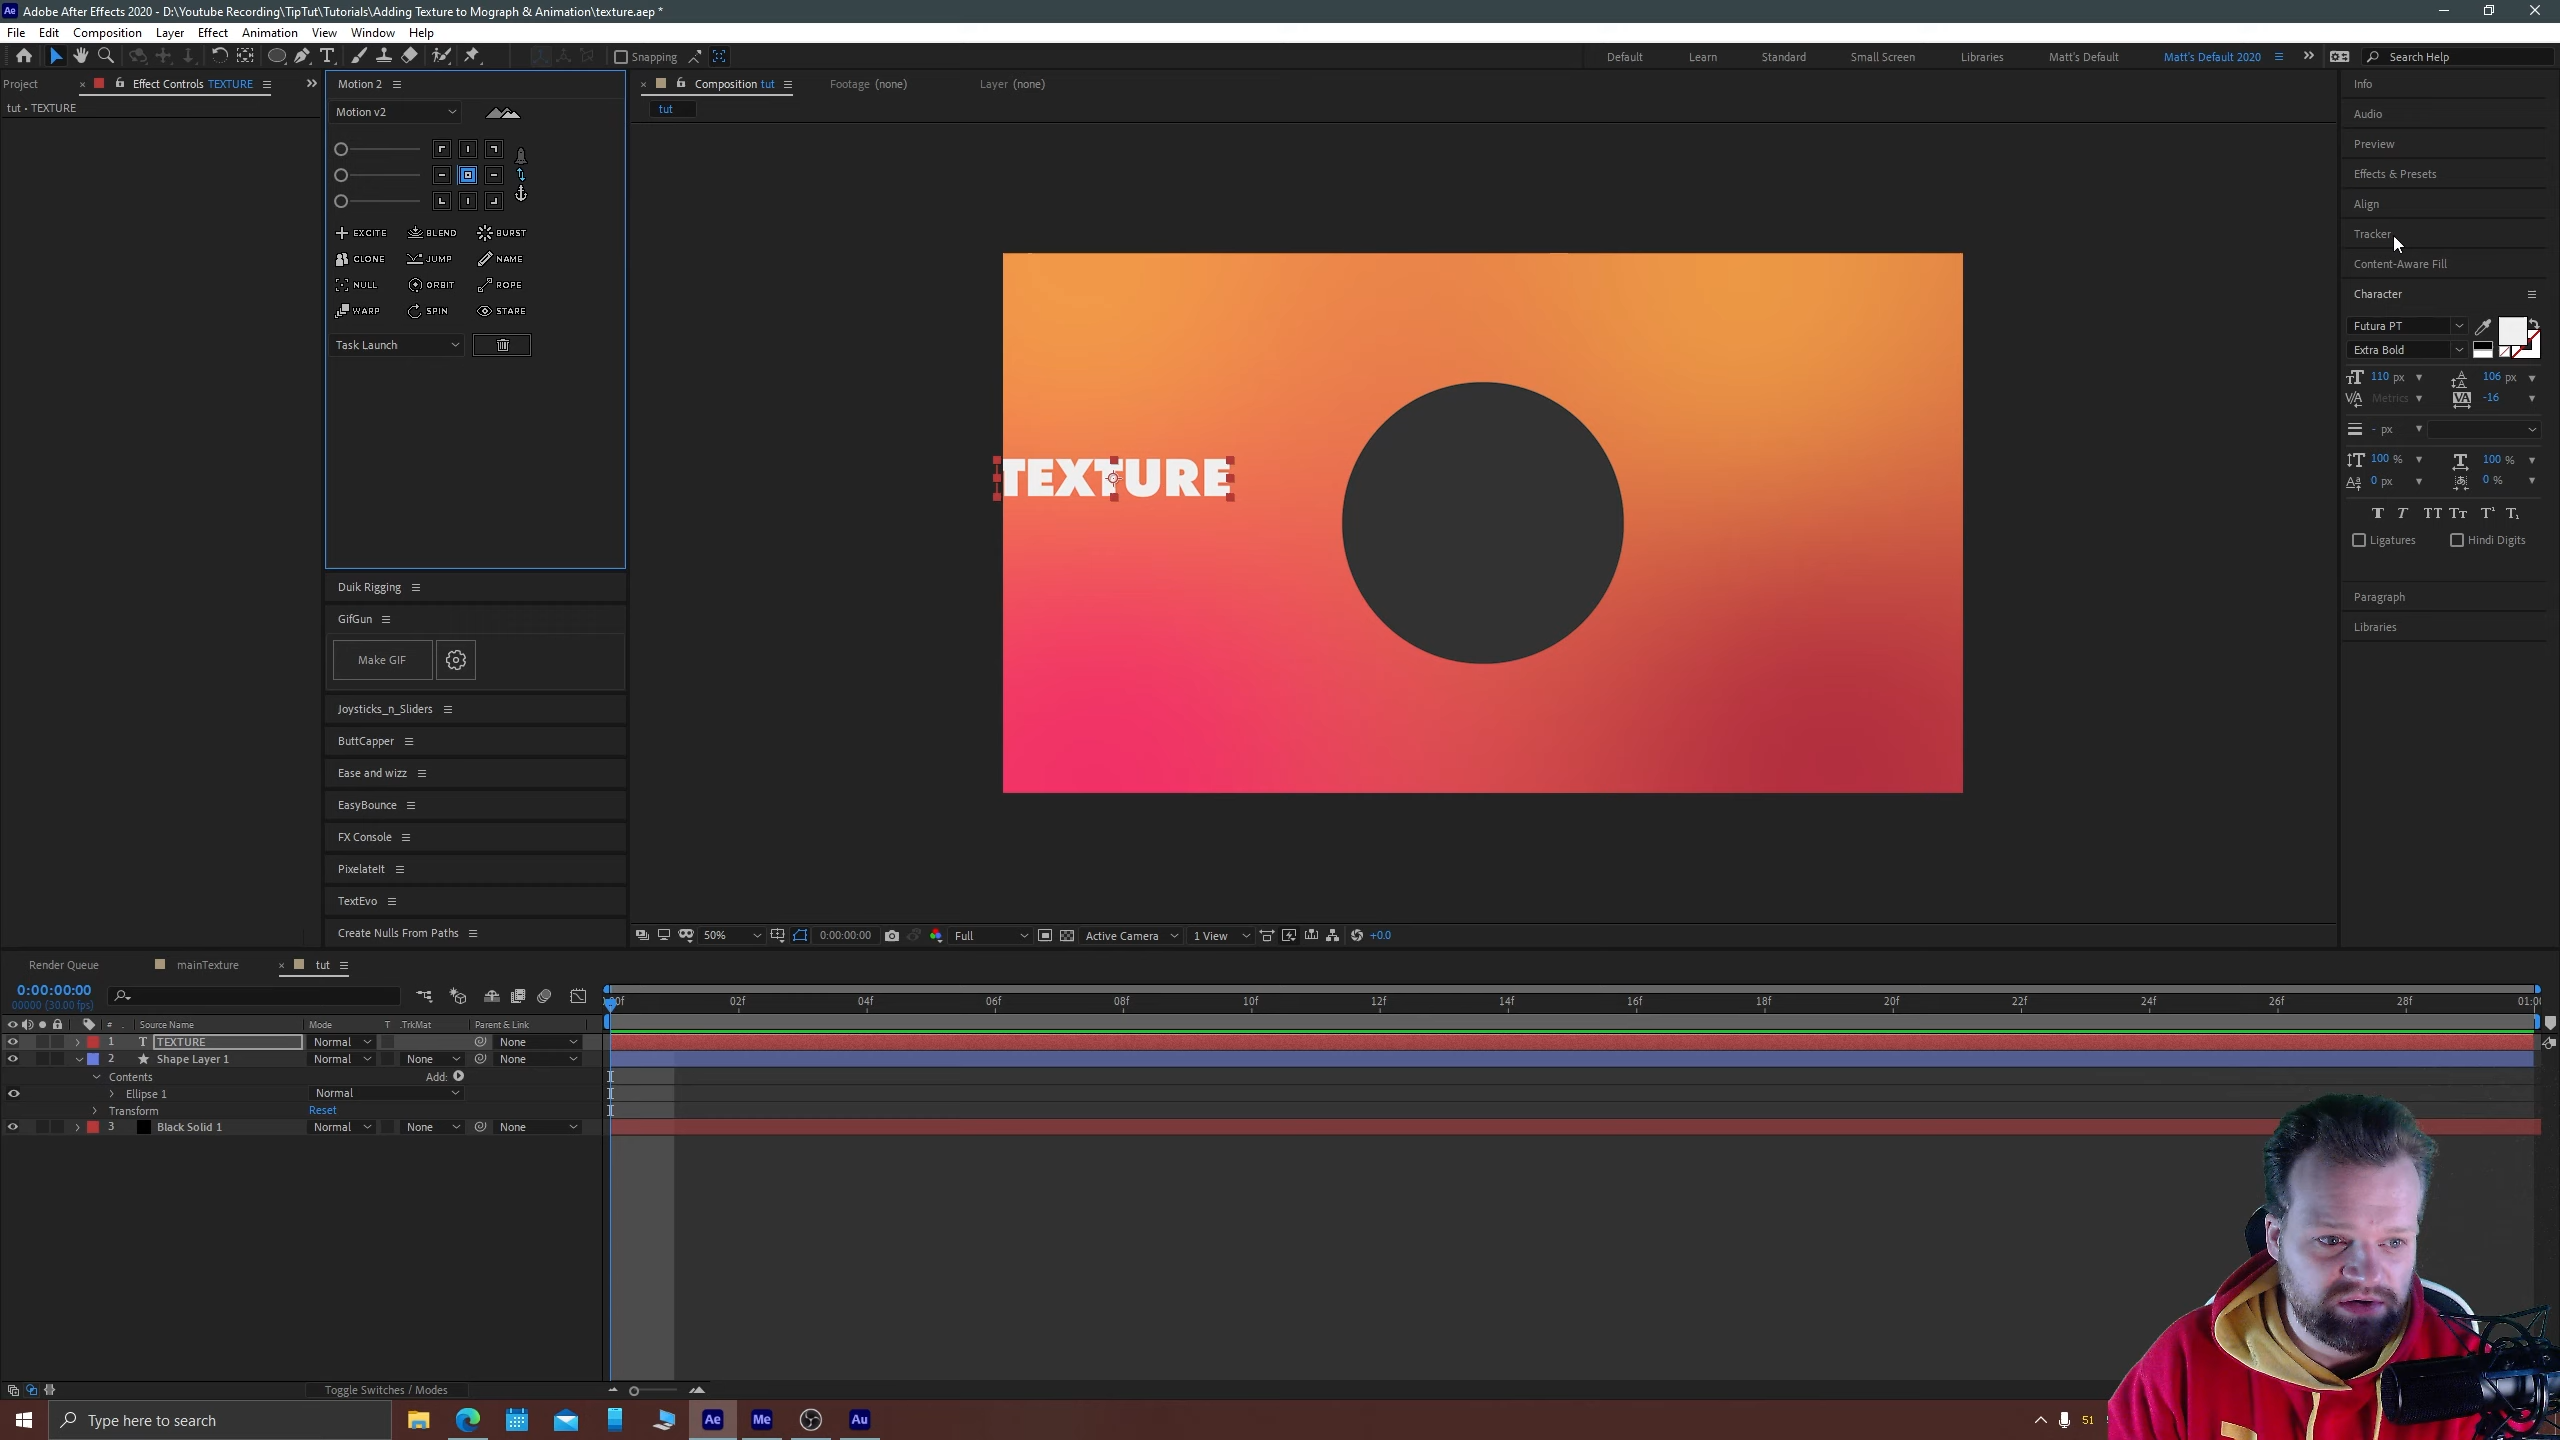 Adobe After Effects 2020 - D:\Youtube Recording\TipTut\Tutorials\Adding Texture to Mograph & Animation\texture.aep *
File Edit Composition Layer Effect Animation View Window Help
Snapping Default Learn Standard Small Screen Libraries Matt's Default Matt's Default 2020 Search Help
Project Effect Controls TEXTURE
tut • TEXTURE
Motion 2
Motion v2
EXCITE BLEND BURST
CLONE JUMP NAME
NULL ORBIT ROPE
WARP SPIN STARE
Task Launch
Duik Rigging
GifGun
Make GIF
Joysticks_n_Sliders
ButtCapper
Ease and wizz
EasyBounce
FX Console
PixelateIt
TextEvo
Create Nulls From Paths
Composition tut Footage (none) Layer (none)
tut
TEXTURE
50% 0:00:00:00 Full Active Camera 1 View +0.0
Info
Audio
Preview
Effects & Presets
Align
Tracker
Content-Aware Fill
Character
Futura PT
Extra Bold
110 px 106 px
Metrics -16
- px
100 % 100 %
0 px 0 %
Ligatures Hindi Digits
Paragraph
Libraries
Render Queue mainTexture tut
0:00:00:00
00000 (30.00 fps)
:00f 02f 04f 06f 08f 10f 12f 14f 16f 18f 20f 22f 24f 26f 28f 01:0
# Source Name Mode T .TrkMat Parent & Link
1 T TEXTURE Normal None
2 Shape Layer 1 Normal None None
Contents Add:
Ellipse 1 Normal
Transform Reset
3 Black Solid 1 Normal None None
Toggle Switches / Modes
Type here to search Ae Me Au 51